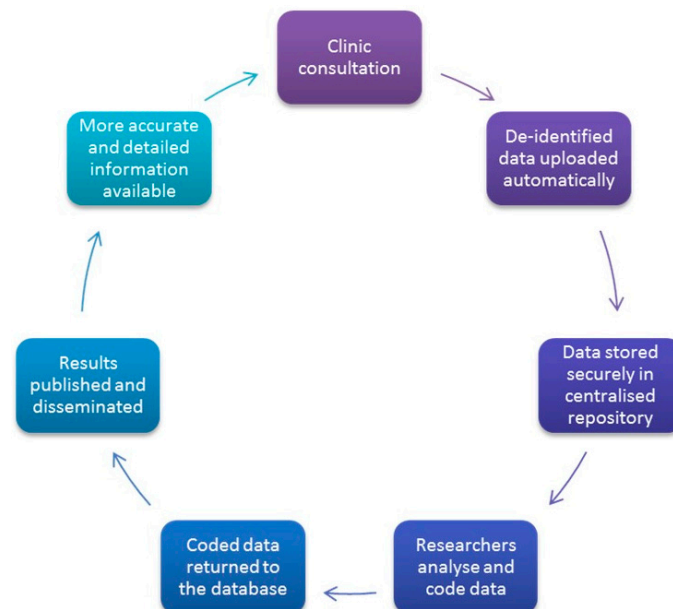 Clinic
consultation
De-identified
data uploaded
automatically
Data stored
securely in
centralised
repository
Researchers
analyse and
code data
Coded data
returned to
the database
Results
published and
disseminated
More accurate
and detailed
information
available